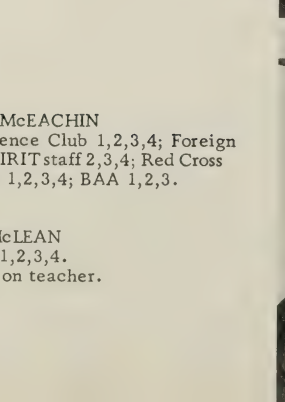 McEACHIN
ence Club 1,2,3,4; Foreign
IRIT staff 2,3,4; Red Cross
1,2,3,4; BAA 1,2,3.
cLEAN
1,2,3,4.
on teacher.